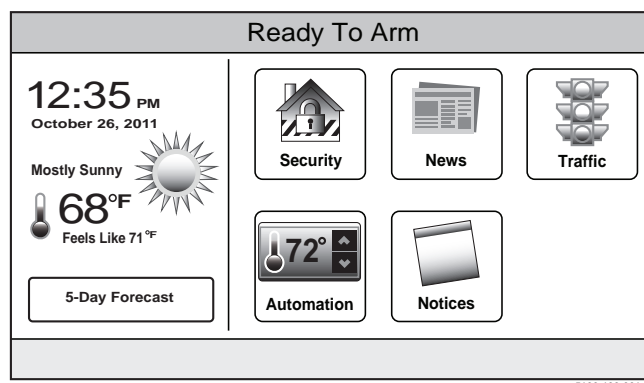 Ready To Arm
12:35 PM
October 26, 2011
Mostly Sunny
68°F
Feels Like 71°F
5-Day Forecast
Security
News
Traffic
72°
Automation
Notices